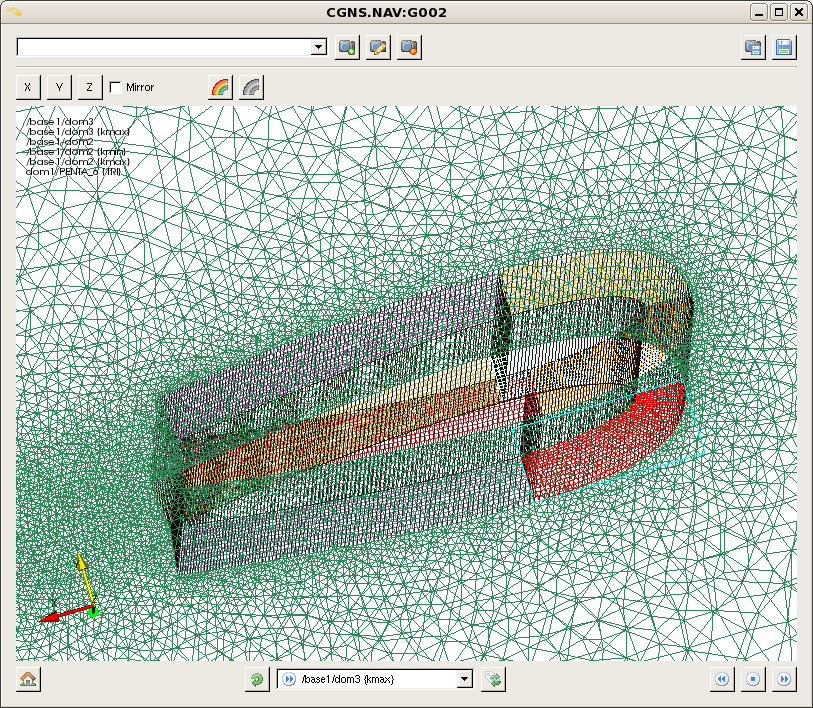 CGNS.NAV:G002
X Y Z Mirror
/base1/dom3
/base1/dom3 {kmax}
/base1/dom2
/base1/dom2 {kmin}
/base1/dom2 {kmax}
dom1/PENTA_6 [TRI]
/base1/dom3 {kmax}